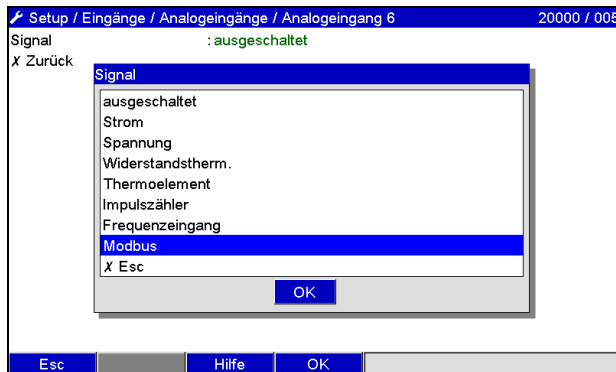 Setup / Eingänge / Analogeingänge / Analogeingang 6 20000 / 005
Signal : ausgeschaltet
X Zurück
Signal
ausgeschaltet
Strom
Spannung
Widerstandstherm.
Thermoelement
Impulszähler
Frequenzeingang
Modbus
X Esc
OK
Esc Hilfe OK